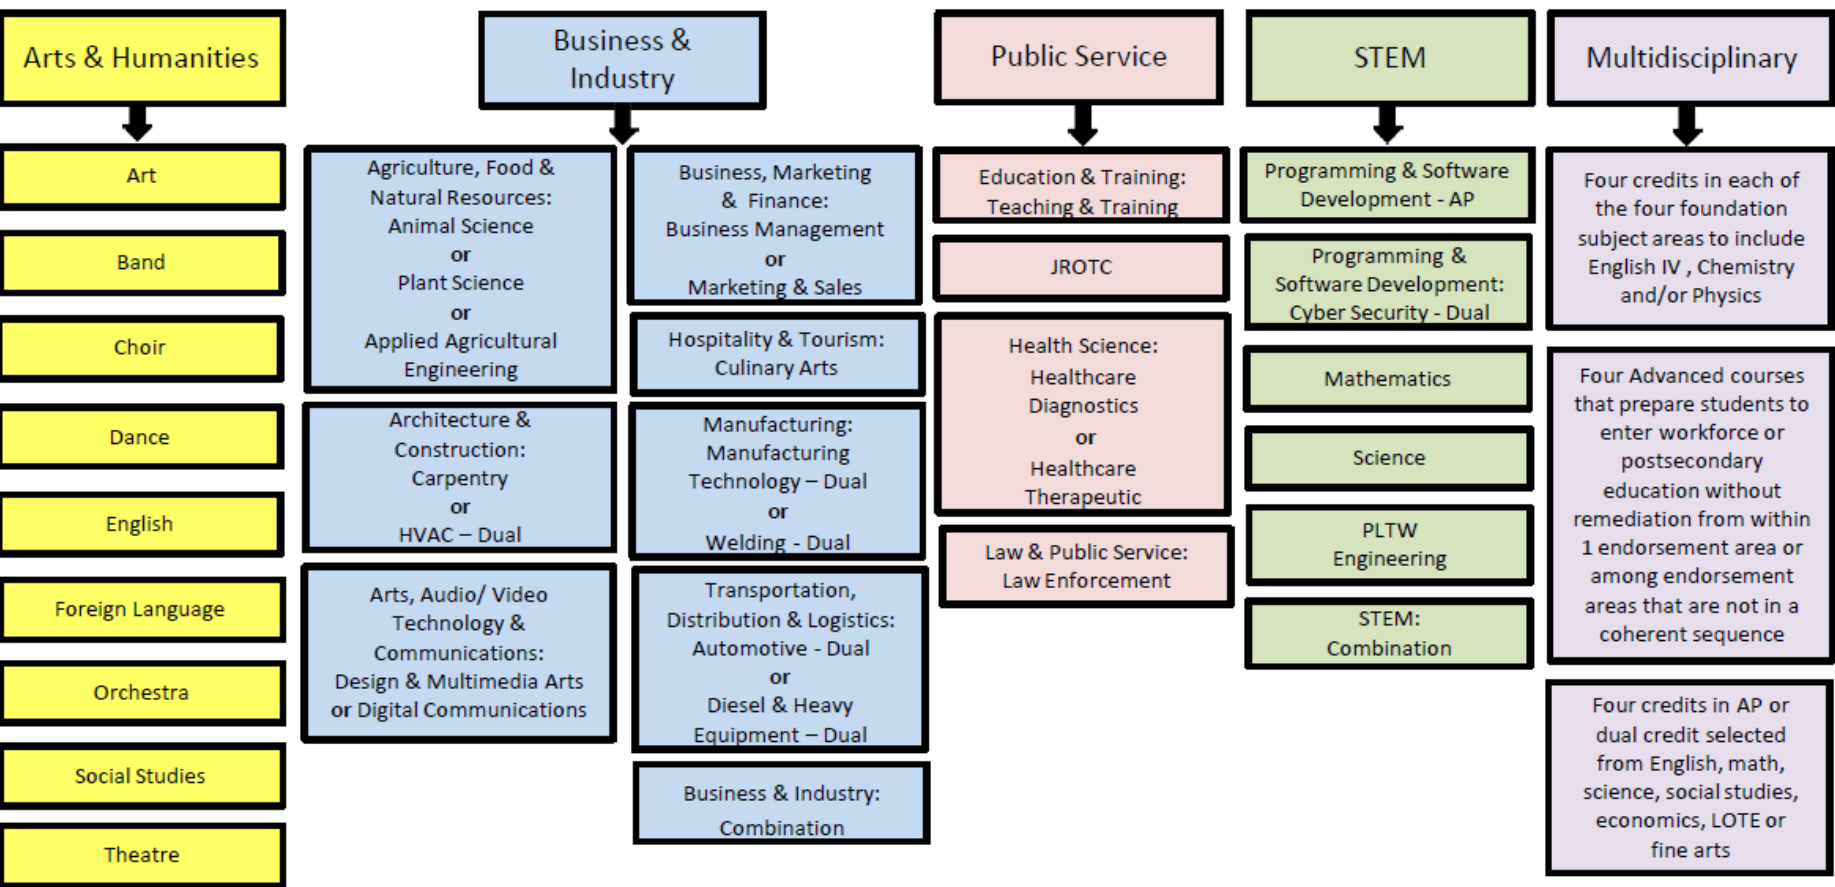 Arts & Humanities
Art
Band
Choir
Dance
English
Foreign Language
Orchestra
Social Studies
Theatre
Business &
Industry
Agriculture, Food &
Natural Resources:
Animal Science
or
Plant Science
or
Applied Agricultural
Engineering
Architecture &
Construction:
Carpentry
or
HVAC – Dual
Arts, Audio/ Video
Technology &
Communications:
Design & Multimedia Arts
or Digital Communications
Business, Marketing
& Finance:
Business Management
or
Marketing & Sales
Hospitality & Tourism:
Culinary Arts
Manufacturing:
Manufacturing
Technology – Dual
or
Welding - Dual
Transportation,
Distribution & Logistics:
Automotive - Dual
or
Diesel & Heavy
Equipment – Dual
Business & Industry:
Combination
Public Service
Education & Training:
Teaching & Training
JROTC
Health Science:
Healthcare
Diagnostics
or
Healthcare
Therapeutic
Law & Public Service:
Law Enforcement
STEM
Programming & Software
Development - AP
Programming &
Software Development:
Cyber Security - Dual
Mathematics
Science
PLTW
Engineering
STEM:
Combination
Multidisciplinary
Four credits in each of
the four foundation
subject areas to include
English IV , Chemistry
and/or Physics
Four Advanced courses
that prepare students to
enter workforce or
postsecondary
education without
remediation from within
1 endorsement area or
among endorsement
areas that are not in a
coherent sequence
Four credits in AP or
dual credit selected
from English, math,
science, social studies,
economics, LOTE or
fine arts